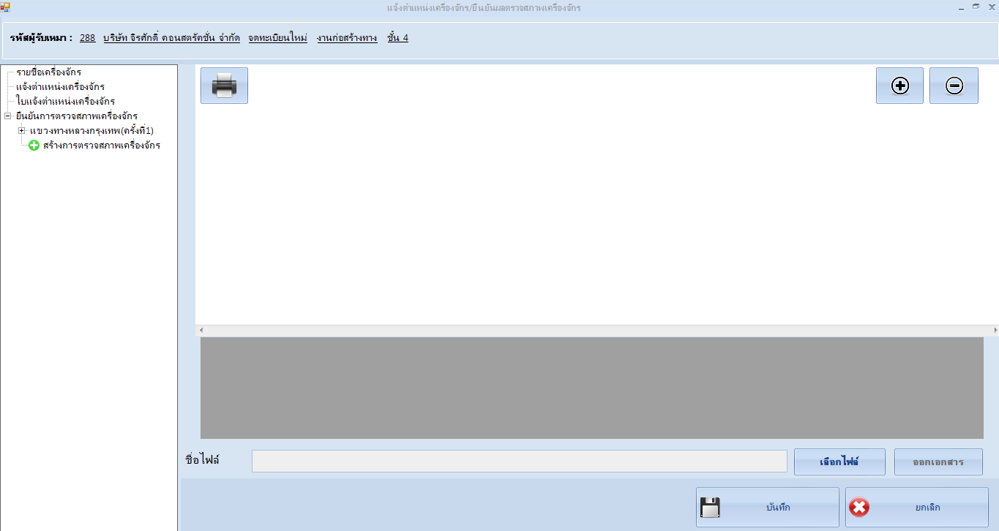 แจ้งตำแหน่งเครื่องจักร/ยืนยันผลตรวจสภาพเครื่องจักร
รหัสผู้รับเหมา : 288 บริษัท จิรศักดิ์ คอนสตรัคชั่น จำกัด จดทะเบียนใหม่ งานก่อสร้างทาง ชั้น 4
รายชื่อเครื่องจักร
แจ้งตำแหน่งเครื่องจักร
ใบแจ้งตำแหน่งเครื่องจักร
ยืนยันการตรวจสภาพเครื่องจักร
แขวงทางหลวงกรุงเทพ(ครั้งที่1)
สร้างการตรวจสภาพเครื่องจักร
ชื่อไฟล์
เลือกไฟล์
ออกเอกสาร
บันทึก
ยกเลิก